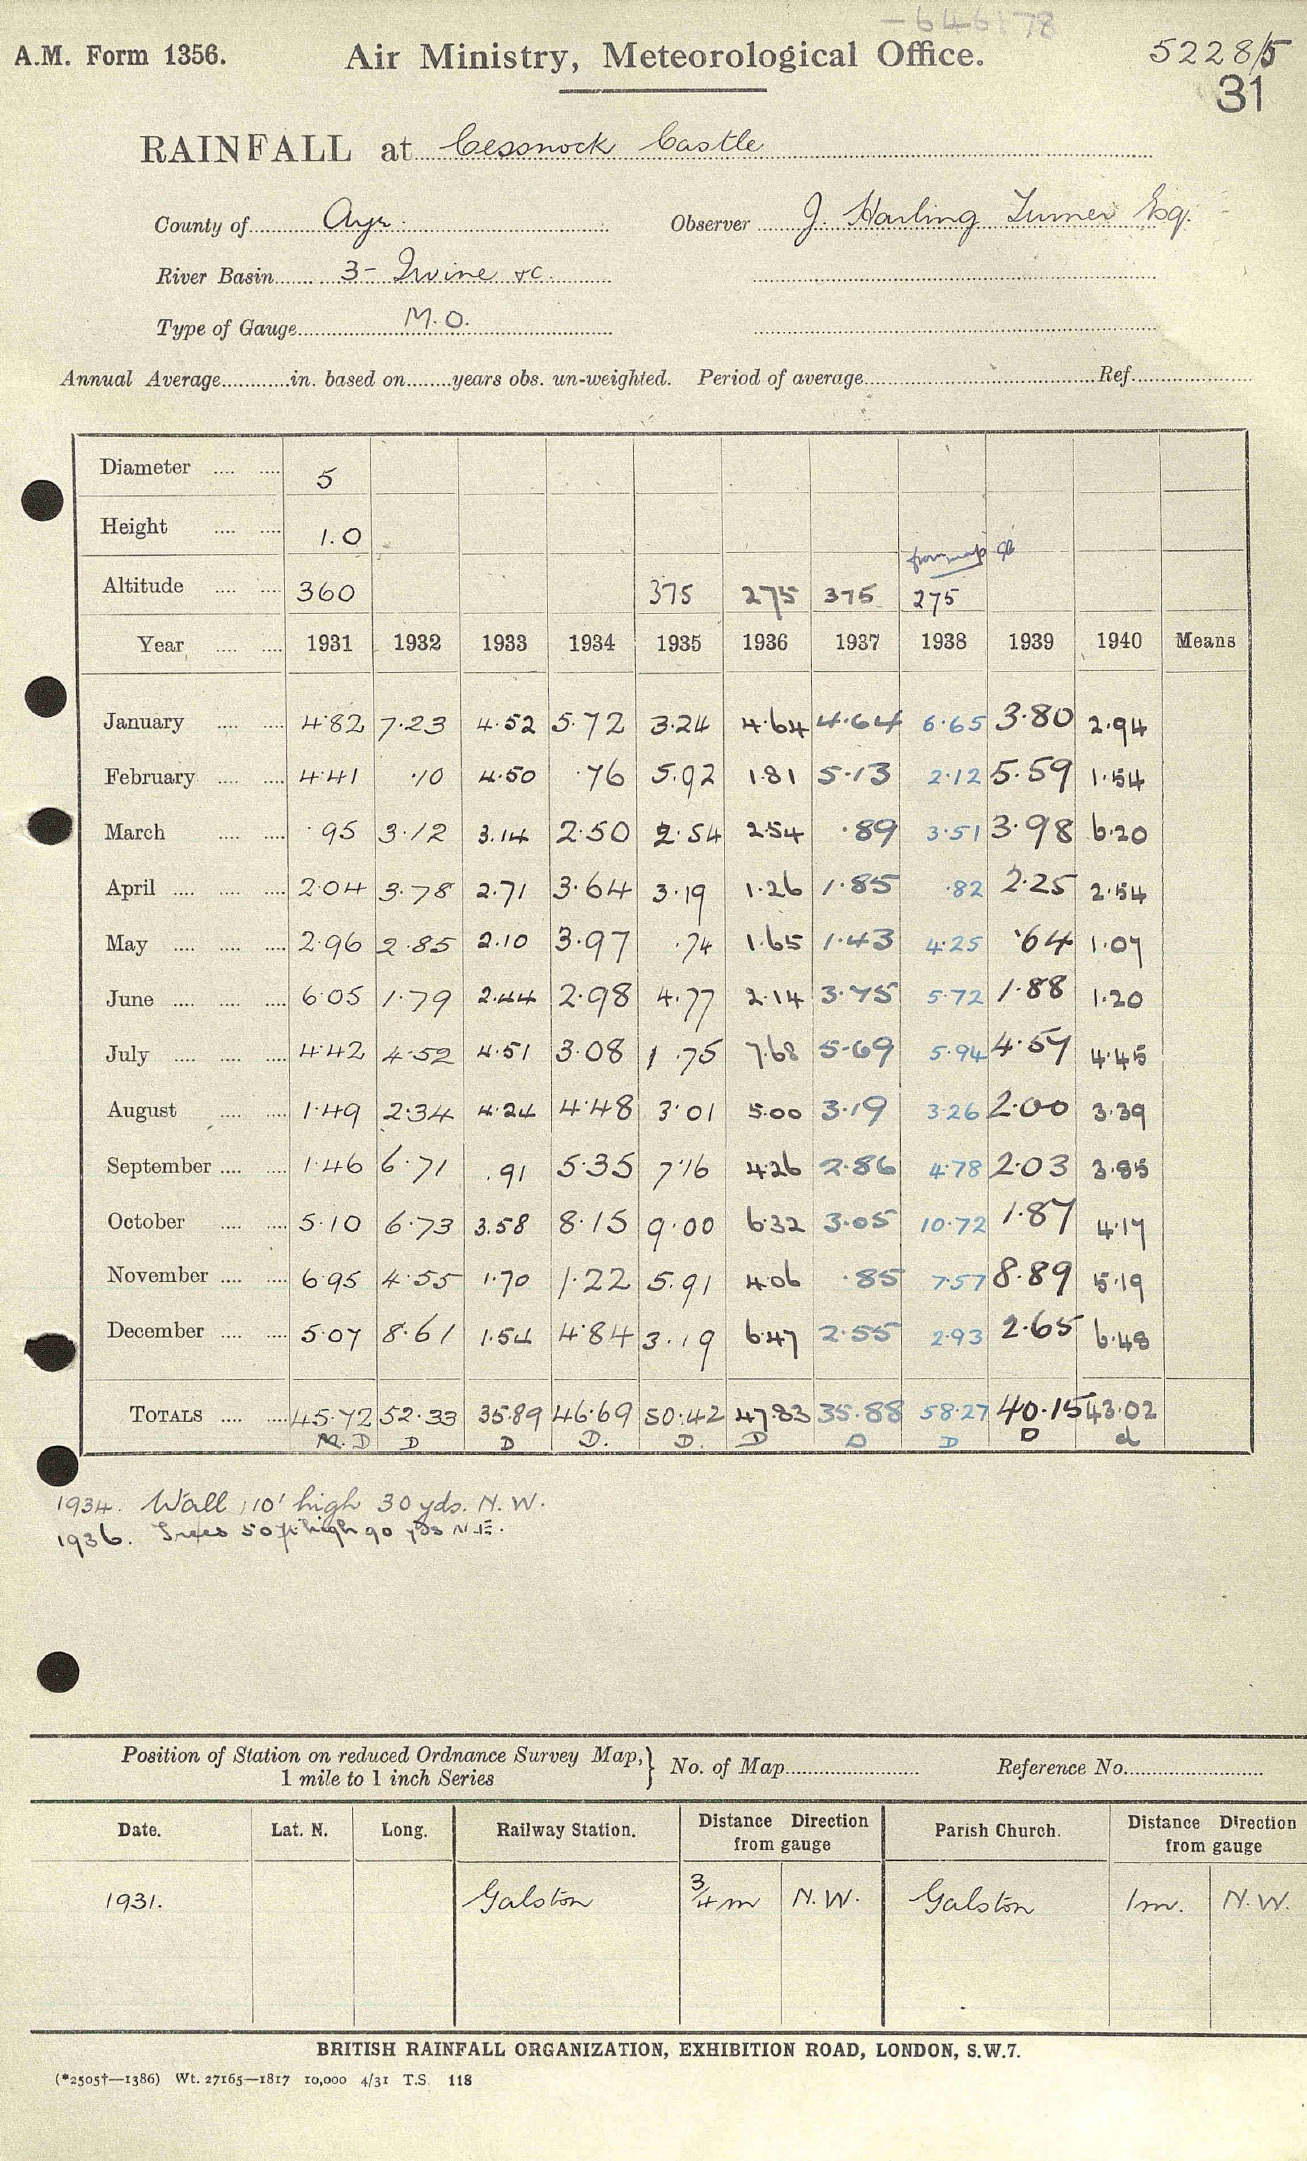 -646178
A.M. Form 1356. Air Ministry, Meteorological Office. 5228/5
31
RAINFALL at Cessnock Castle
County of Ayr. Observer J. Harling Turner Esq.
River Basin 3- Irvine &c.
Type of Gauge M.O.
Annual Average............in. based on........years obs. un-weighted. Period of average........................Ref....................
Diameter .... .... 5
Height .... .... 1.0
from map
Altitude .... .... 360 375 275 375 275
Year .... .... 1931 1932 1933 1934 1935 1936 1937 1938 1939 1940 Means
January .... .... 4.82 7.23 4.52 5.72 3.24 4.64 4.64 6.65 3.80 2.94
February .... .... 4.41 .10 4.50 .76 5.92 1.81 5.13 2.12 5.59 1.54
March .... .... .95 3.12 3.14 2.50 2.54 2.54 .89 3.51 3.98 6.20
April .... .... .... 2.04 3.78 2.71 3.64 3.19 1.26 1.85 .82 2.25 2.54
May .... .... .... 2.96 2.85 2.10 3.97 .74 1.65 1.43 4.25 .64 1.07
June .... .... .... 6.05 1.79 2.44 2.98 4.77 2.14 3.75 5.72 1.88 1.20
July .... .... .... 4.42 4.52 4.51 3.08 1.75 7.68 5.69 5.94 4.57 4.45
August .... .... 1.49 2.34 4.24 4.48 3.01 5.00 3.19 3.26 2.00 3.39
September .... .... 1.46 6.71 .91 5.35 7.16 4.26 2.86 4.78 2.03 3.85
October .... .... 5.10 6.73 3.58 8.15 9.00 6.32 3.05 10.72 1.87 4.17
November .... .... 6.95 4.55 1.70 1.22 5.91 4.06 .85 7.57 8.89 5.19
December .... .... 5.07 8.61 1.54 4.84 3.19 6.47 2.55 2.93 2.65 6.48
TOTALS .... .... 45.72 52.33 35.89 46.69 50.42 47.83 35.88 58.27 40.15 43.02
M. D D D D. D. D D D D d
1934. Wall 10' high 30 yds. N.W.
1936. Trees 50 ft high 90 yds N.E.
Position of Station on reduced Ordnance Survey Map, } No. of Map........................ Reference No........................
1 mile to 1 inch Series
Date. Lat. N. Long. Railway Station. Distance Direction from gauge Parish Church. Distance Direction from gauge
1931. Galston 3/4 m N.W. Galston 1m. N.W.
BRITISH RAINFALL ORGANIZATION, EXHIBITION ROAD, LONDON, S.W.7.
(*2505†—1386) Wt. 27165—1817 10,000 4/31 T.S. 118